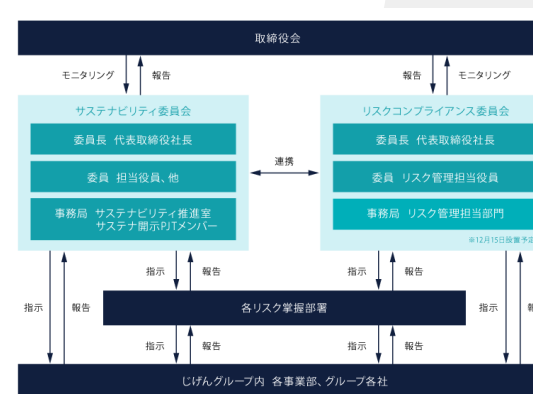 取締役会
モニタリング 報告 報告 モニタリング
サステナビリティ委員会
委員長 代表取締役社長
委員 担当役員、他
事務局 サステナビリティ推進室
サステナ開示PJTメンバー
連携
リスクコンプライアンス委員会
委員長 代表取締役社長
委員 リスク管理担当役員
事務局 リスク管理担当部門
※12月15日設置予定
指示 報告 指示 報告
指示 報告 指示
各リスク掌握部署
指示 報告 指示 報告
じげんグループ内 各事業部、グループ各社